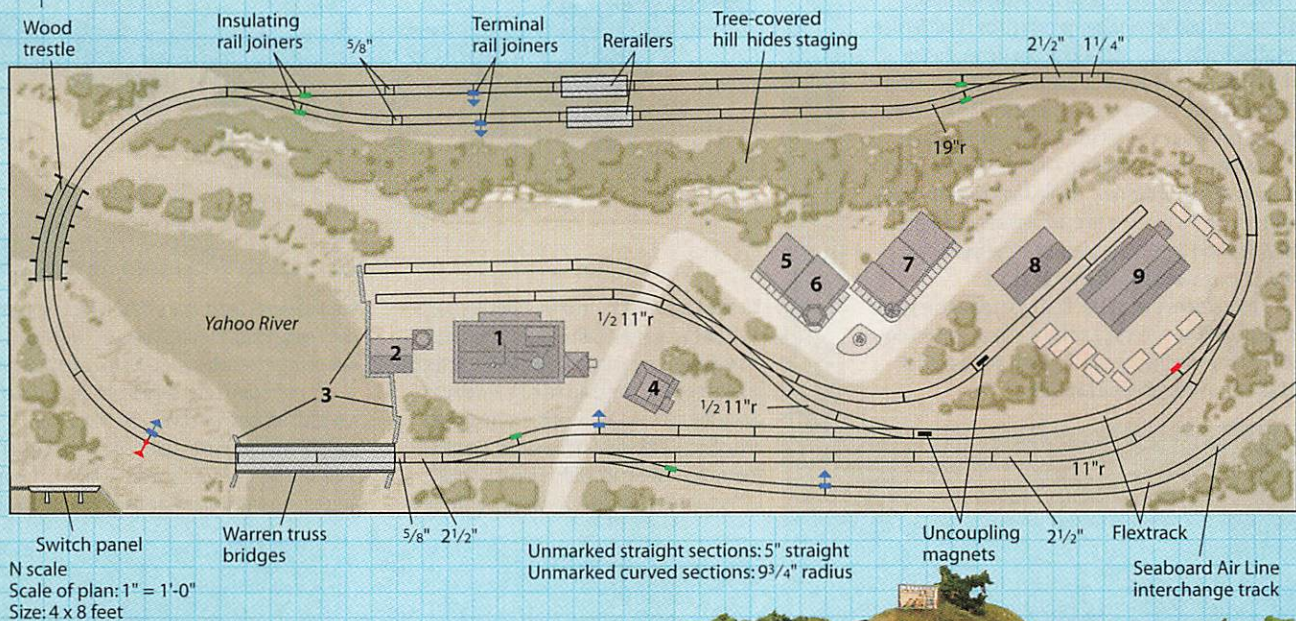 Wood
trestle
Insulating
rail joiners
5/8"
Terminal
rail joiners
Rerailers
Tree-covered
hill hides staging
2 1/2"
1 1/4"
19"r
5
6
7
8
9
Yahoo River
1/2 11"r
1
2
3
4
1/2 11"r
11"r
Switch panel
Warren truss
bridges
5/8"
2 1/2"
Unmarked straight sections: 5" straight
Unmarked curved sections: 9 3/4" radius
Uncoupling
magnets
2 1/2"
Flextrack
Seaboard Air Line
interchange track
N scale
Scale of plan: 1" = 1'-0"
Size: 4 x 8 feet